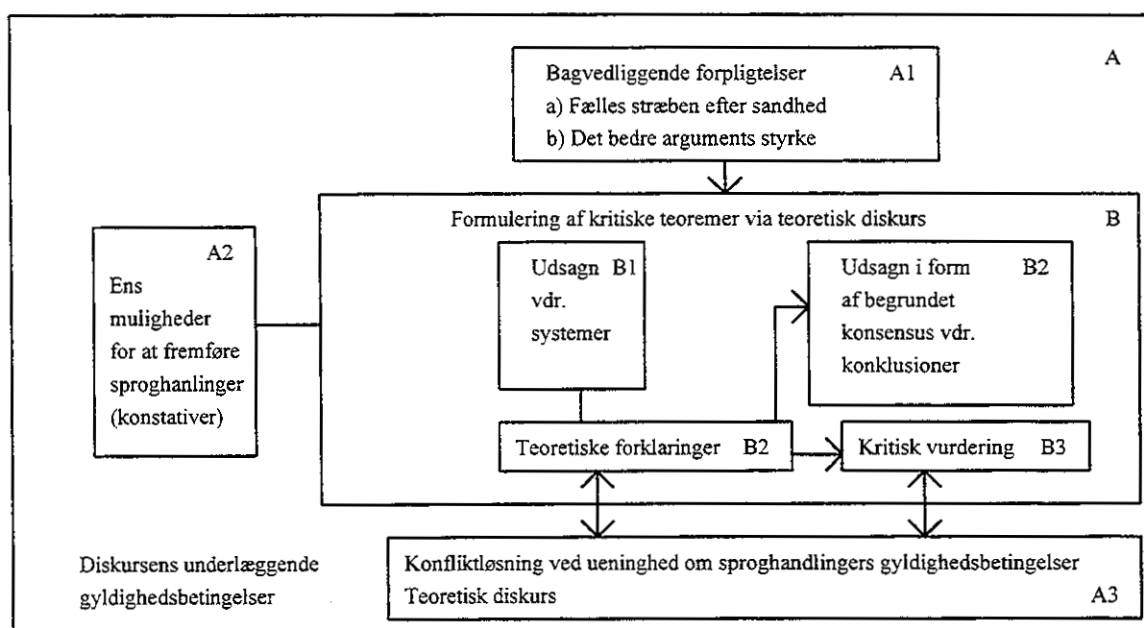 A
Bagvedliggende forpligtelser A1
a) Fælles stræben efter sandhed
b) Det bedre arguments styrke
Formulering af kritiske teoremer via teoretisk diskurs B
A2
Ens
muligheder
for at fremføre
sproghanlinger
(konstativer)
Udsagn B1
vdr.
systemer
Udsagn i form B2
af begrundet
konsensus vdr.
konklusioner
Teoretiske forklaringer B2
Kritisk vurdering B3
Diskursens underlæggende
gyldighedsbetingelser
Konfliktløsning ved uenighed om sproghandlingers gyldighedsbetingelser
Teoretisk diskurs A3